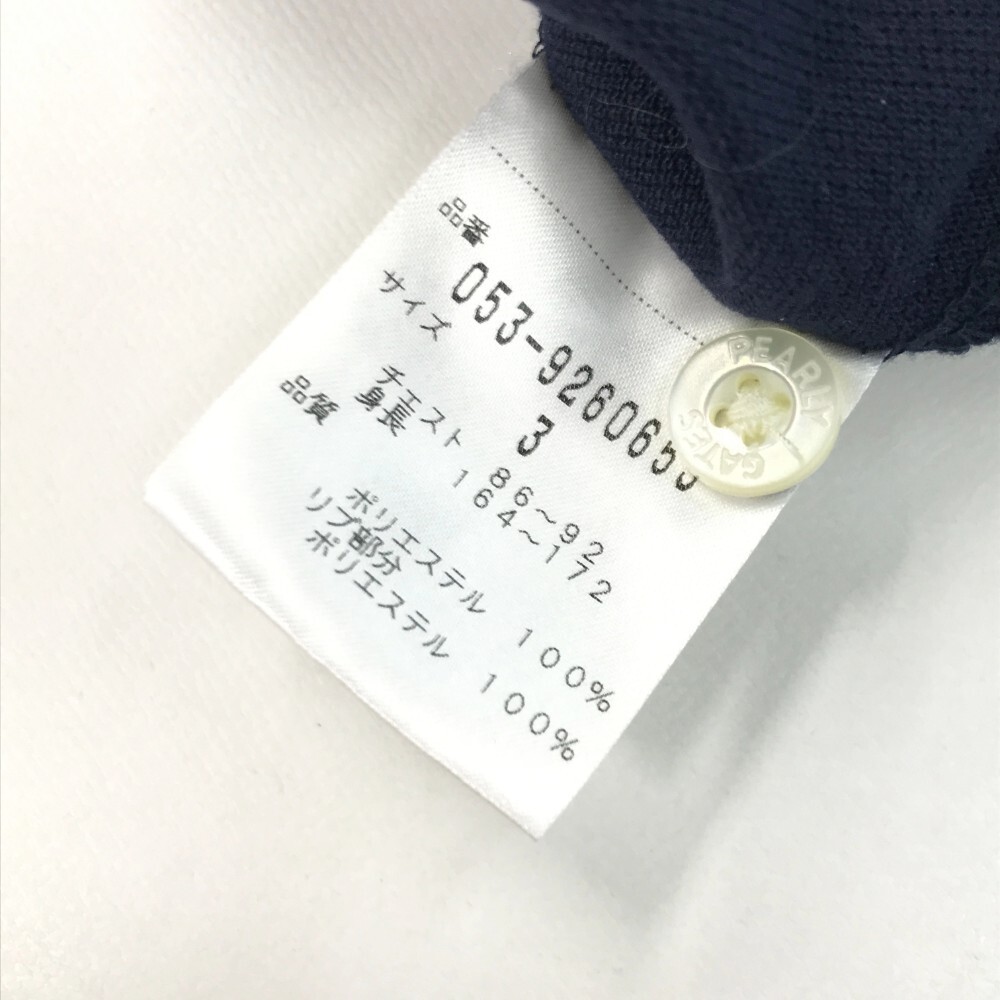 品番
053-926065
サイズ 3
チェスト 86～92
身長 164～172
品質
ポリエステル 100%
リブ部分
ポリエステル 100%
PEARLY
GATES